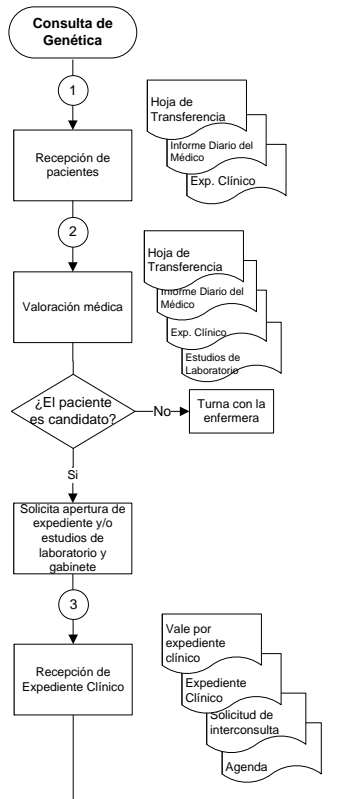 Consulta de
Genética
1
Hoja de
Transferencia
Informe Diario del
Médico
Exp. Clínico
Recepción de
pacientes
2
Hoja de
Transferencia
Informe Diario del
Médico
Exp. Clínico
Estudios de
Laboratorio
Valoración médica
¿El paciente
es candidato?
No
Turna con la
enfermera
Si
Solicita apertura de
expediente y/o
estudios de
laboratorio y
gabinete
3
Vale por
expediente
clínico
Expediente
Clínico
Solicitud de
interconsulta
Agenda
Recepción de
Expediente Clínico